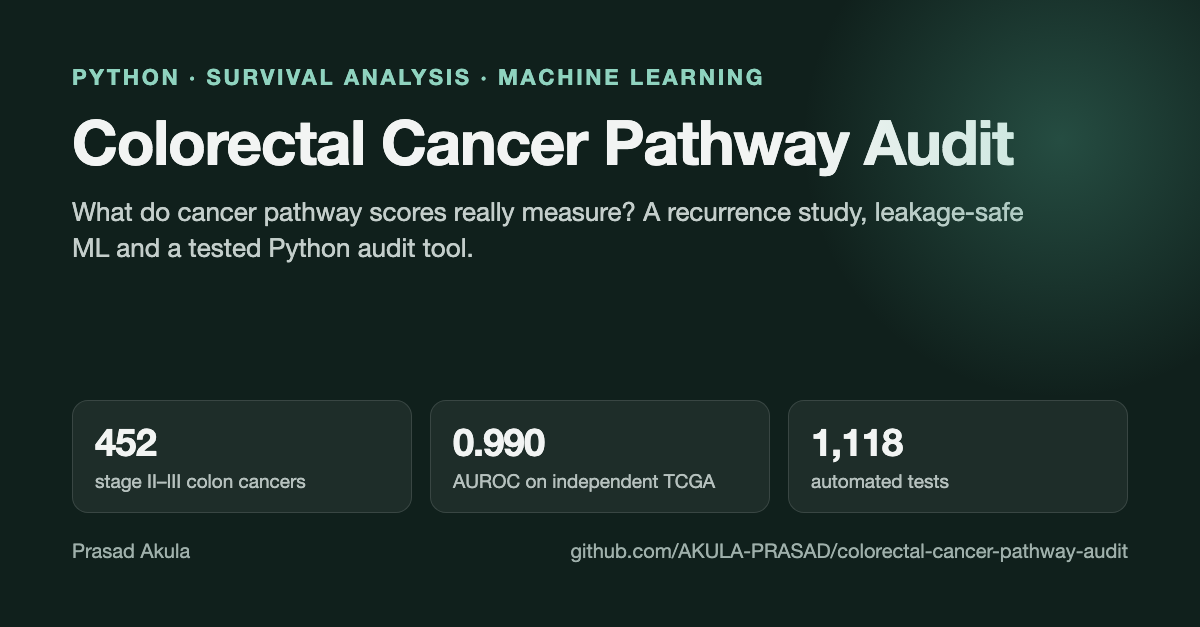 PYTHON · SURVIVAL ANALYSIS · MACHINE LEARNING
Colorectal Cancer Pathway Audit
What do cancer pathway scores really measure? A recurrence study, leakage-safe
ML and a tested Python audit tool.
452
stage II–III colon cancers
0.990
AUROC on independent TCGA
1,118
automated tests
Prasad Akula
github.com/AKULA-PRASAD/colorectal-cancer-pathway-audit